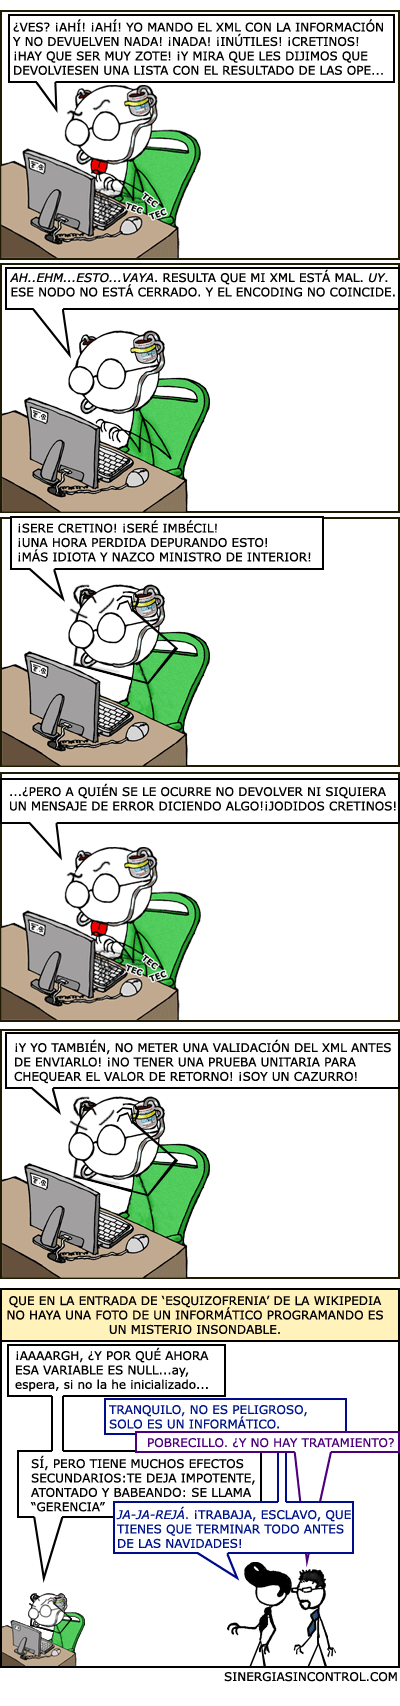 ¿VES? ¡AHÍ! ¡AHÍ! ¡AHÍ! YO MANDO EL XML CON LA INFORMACIÓN
Y NO DEVUELVEN NADA! ¡NADA! ¡INÚTILES! ¡CRETINOS!
¡HAY QUE SER MUY ZOTE! ¡Y MIRA QUE LES DIJIMOS QUE
DEVOLVIESEN UNA LISTA CON EL RESULTADO DE LAS OPE...
TEC
TEC TEC
AH..EHM...ESTO...VAYA. RESULTA QUE MI XML ESTÁ MAL. UY.
ESE NODO NO ESTÁ CERRADO. Y EL ENCODING NO COINCIDE.
¡SERE CRETINO! ¡SERÉ IMBÉCIL!
¡UNA HORA PERDIDA DEPURANDO ESTO!
¡MÁS IDIOTA Y NAZCO MINISTRO DE INTERIOR!
...¿PERO A QUIÉN SE LE OCURRE NO DEVOLVER NI SIQUIERA
UN MENSAJE DE ERROR DICIENDO ALGO!¡JODIDOS CRETINOS!
TEC
TEC TEC
¡Y YO TAMBIÉN, NO METER UNA VALIDACIÓN DEL XML ANTES
DE ENVIARLO! ¡NO TENER UNA PRUEBA UNITARIA PARA
CHEQUEAR EL VALOR DE RETORNO! ¡SOY UN CAZURRO!
QUE EN LA ENTRADA DE ‘ESQUIZOFRENIA’ DE LA WIKIPEDIA
NO HAYA UNA FOTO DE UN INFORMÁTICO PROGRAMANDO ES
UN MISTERIO INSONDABLE.
¡AAAARGH, ¿Y POR QUÉ AHORA
ESA VARIABLE ES NULL...ay,
espera, si no la he inicializado...
TRANQUILO, NO ES PELIGROSO,
SOLO ES UN INFORMÁTICO.
POBRECILLO. ¿Y NO HAY TRATAMIENTO?
SÍ, PERO TIENE MUCHOS EFECTOS
SECUNDARIOS:TE DEJA IMPOTENTE,
ATONTADO Y BABEANDO: SE LLAMA
“GERENCIA”
JA-JA-REJÁ. ¡TRABAJA, ESCLAVO, QUE
TIENES QUE TERMINAR TODO ANTES
DE LAS NAVIDADES!
SINERGIASINCONTROL.COM